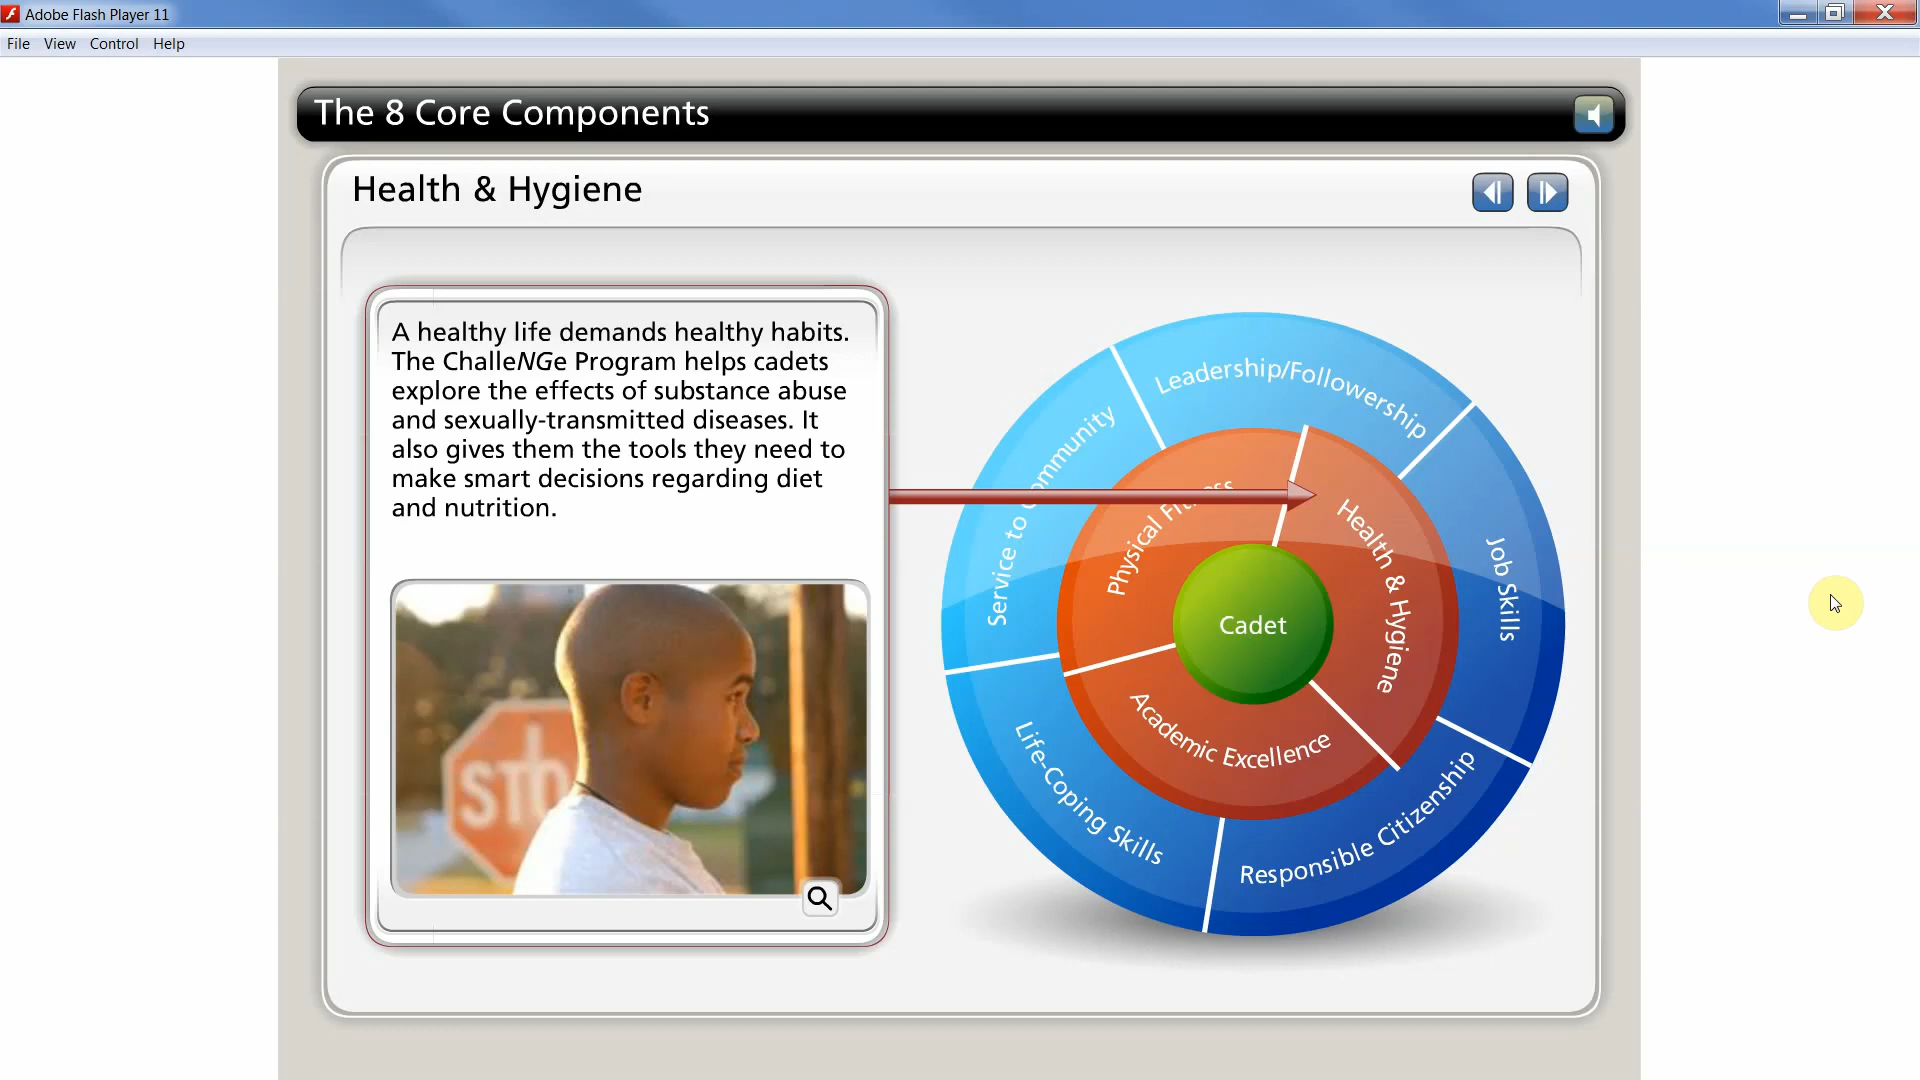 Adobe Flash Player 11
File View Control Help
The 8 Core Components
Health & Hygiene
A healthy life demands healthy habits.
The ChalleNGe Program helps cadets
explore the effects of substance abuse
and sexually-transmitted diseases. It
also gives them the tools they need to
make smart decisions regarding diet
and nutrition.
STO
Leadership/Followership
Service to Community
Physical Fitness
Health & Hygiene
Job Skills
Cadet
Academic Excellence
Life-Coping Skills
Responsible Citizenship